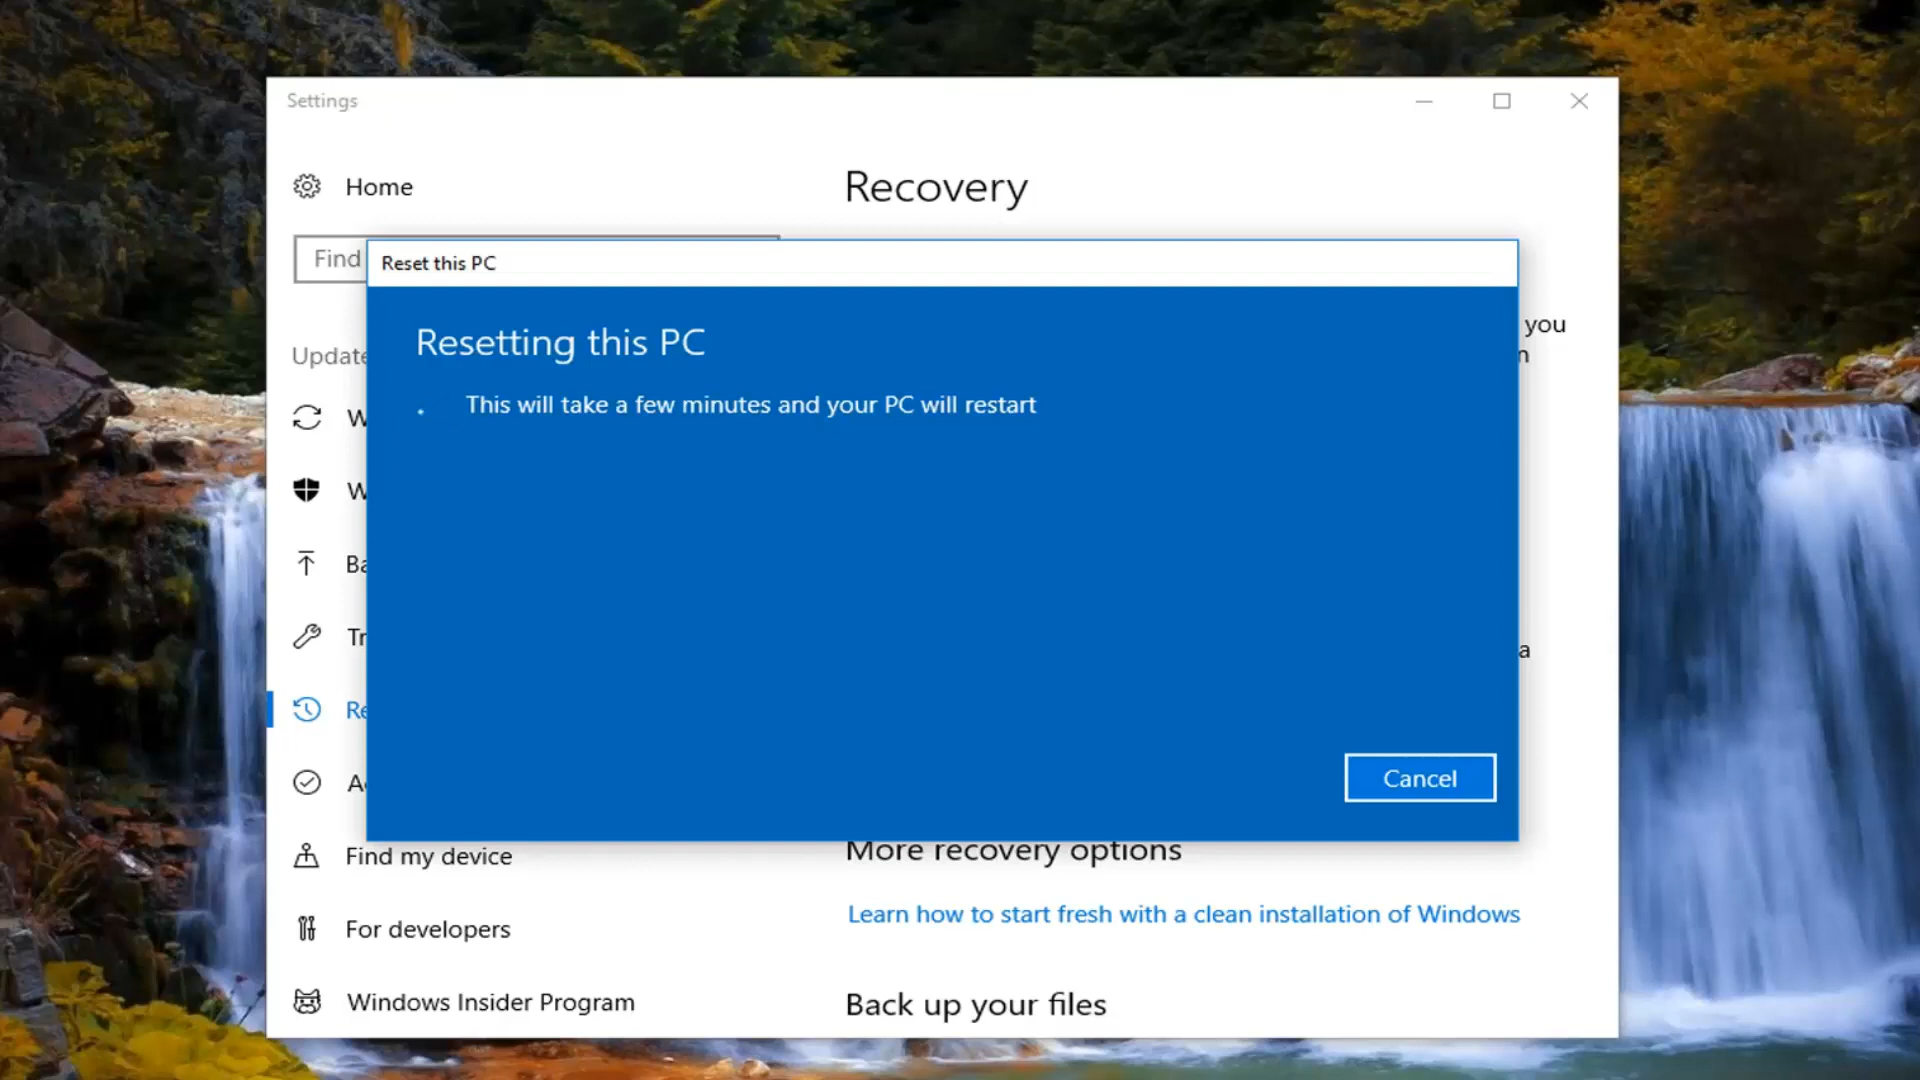 Settings
Home
Recovery
Find
Reset this PC
Resetting this PC
This will take a few minutes and your PC will restart
you
Update
Cancel
Find my device
More recovery options
For developers
Learn how to start fresh with a clean installation of Windows
Windows Insider Program
Back up your files